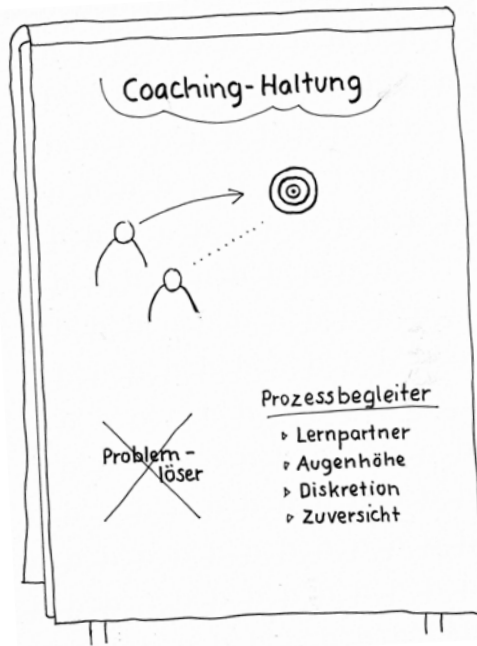 Coaching-Haltung
Problem-
löser
Prozessbegleiter
▹ Lernpartner
▹ Augenhöhe
▹ Diskretion
▹ Zuversicht